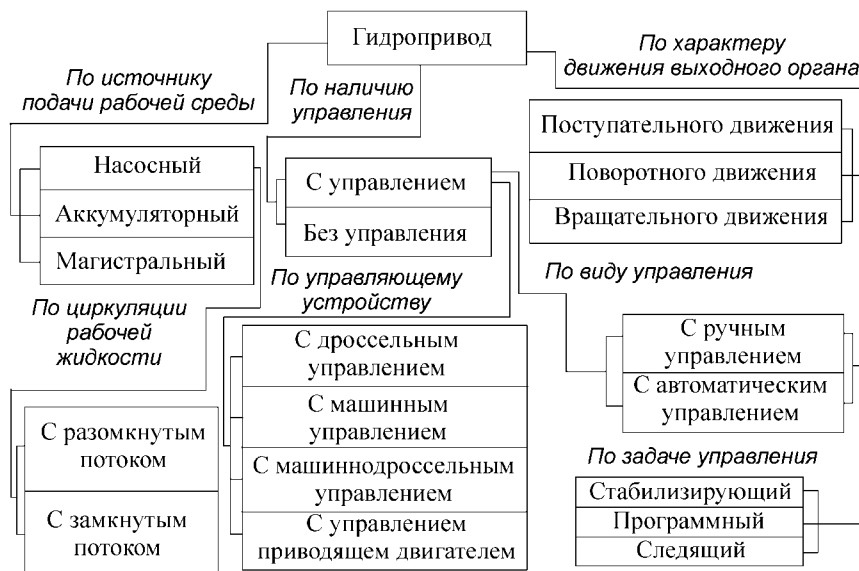 Гидропривод
По источнику
подачи рабочей среды
По наличию
управления
По характеру
движения выходного органа
Насосный
Аккумуляторный
Магистральный
С управлением
Без управления
Поступательного движения
Поворотного движения
Вращательного движения
По циркуляции
рабочей
жидкости
По управляющему
устройству
По виду управления
С разомкнутым
потоком
С замкнутым
потоком
С дроссельным
управлением
С машинным
управлением
С машиннодроссельным
управлением
С управлением
приводящем двигателем
С ручным
управлением
С автоматическим
управлением
По задаче управления
Стабилизирующий
Программный
Следящий